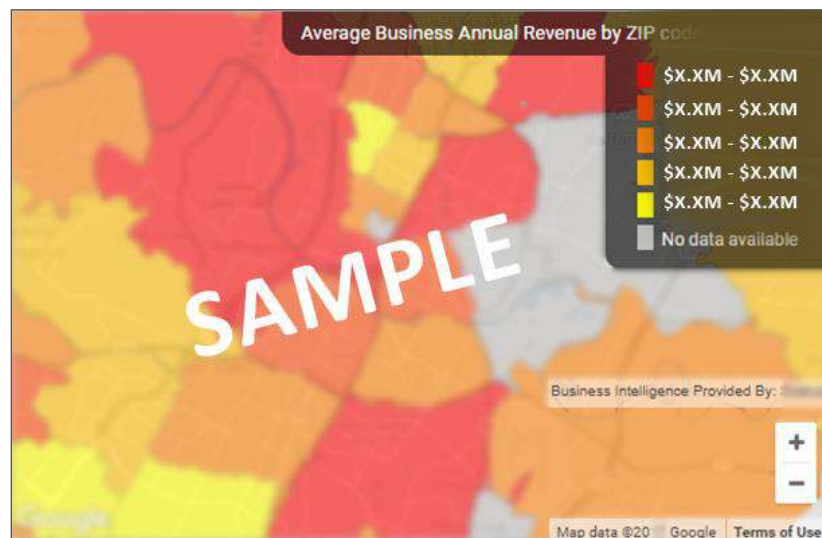 Average Business Annual Revenue by ZIP code
$X.XM - $X.XM
$X.XM - $X.XM
$X.XM - $X.XM
$X.XM - $X.XM
$X.XM - $X.XM
No data available
SAMPLE
Business Intelligence Provided By:
+
−
Google
Map data ©20 Google Terms of Use